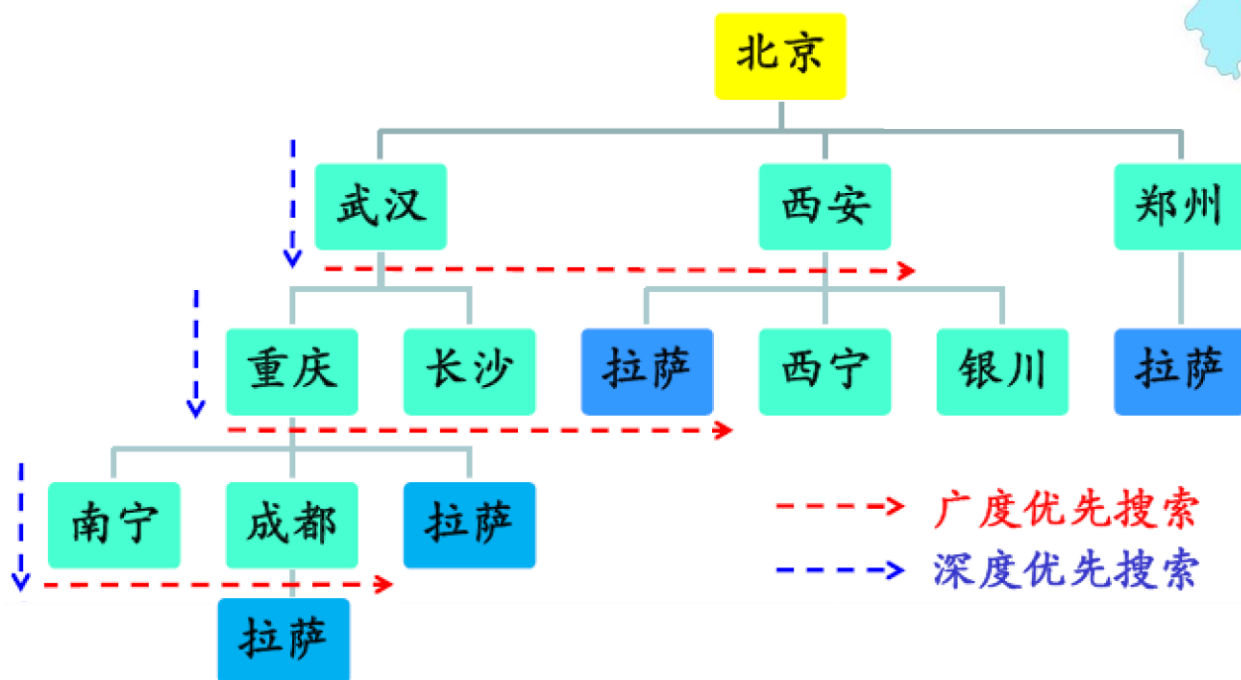 北京
武汉
西安
郑州
重庆
长沙
拉萨
西宁
银川
拉萨
南宁
成都
拉萨
广度优先搜索
深度优先搜索
拉萨